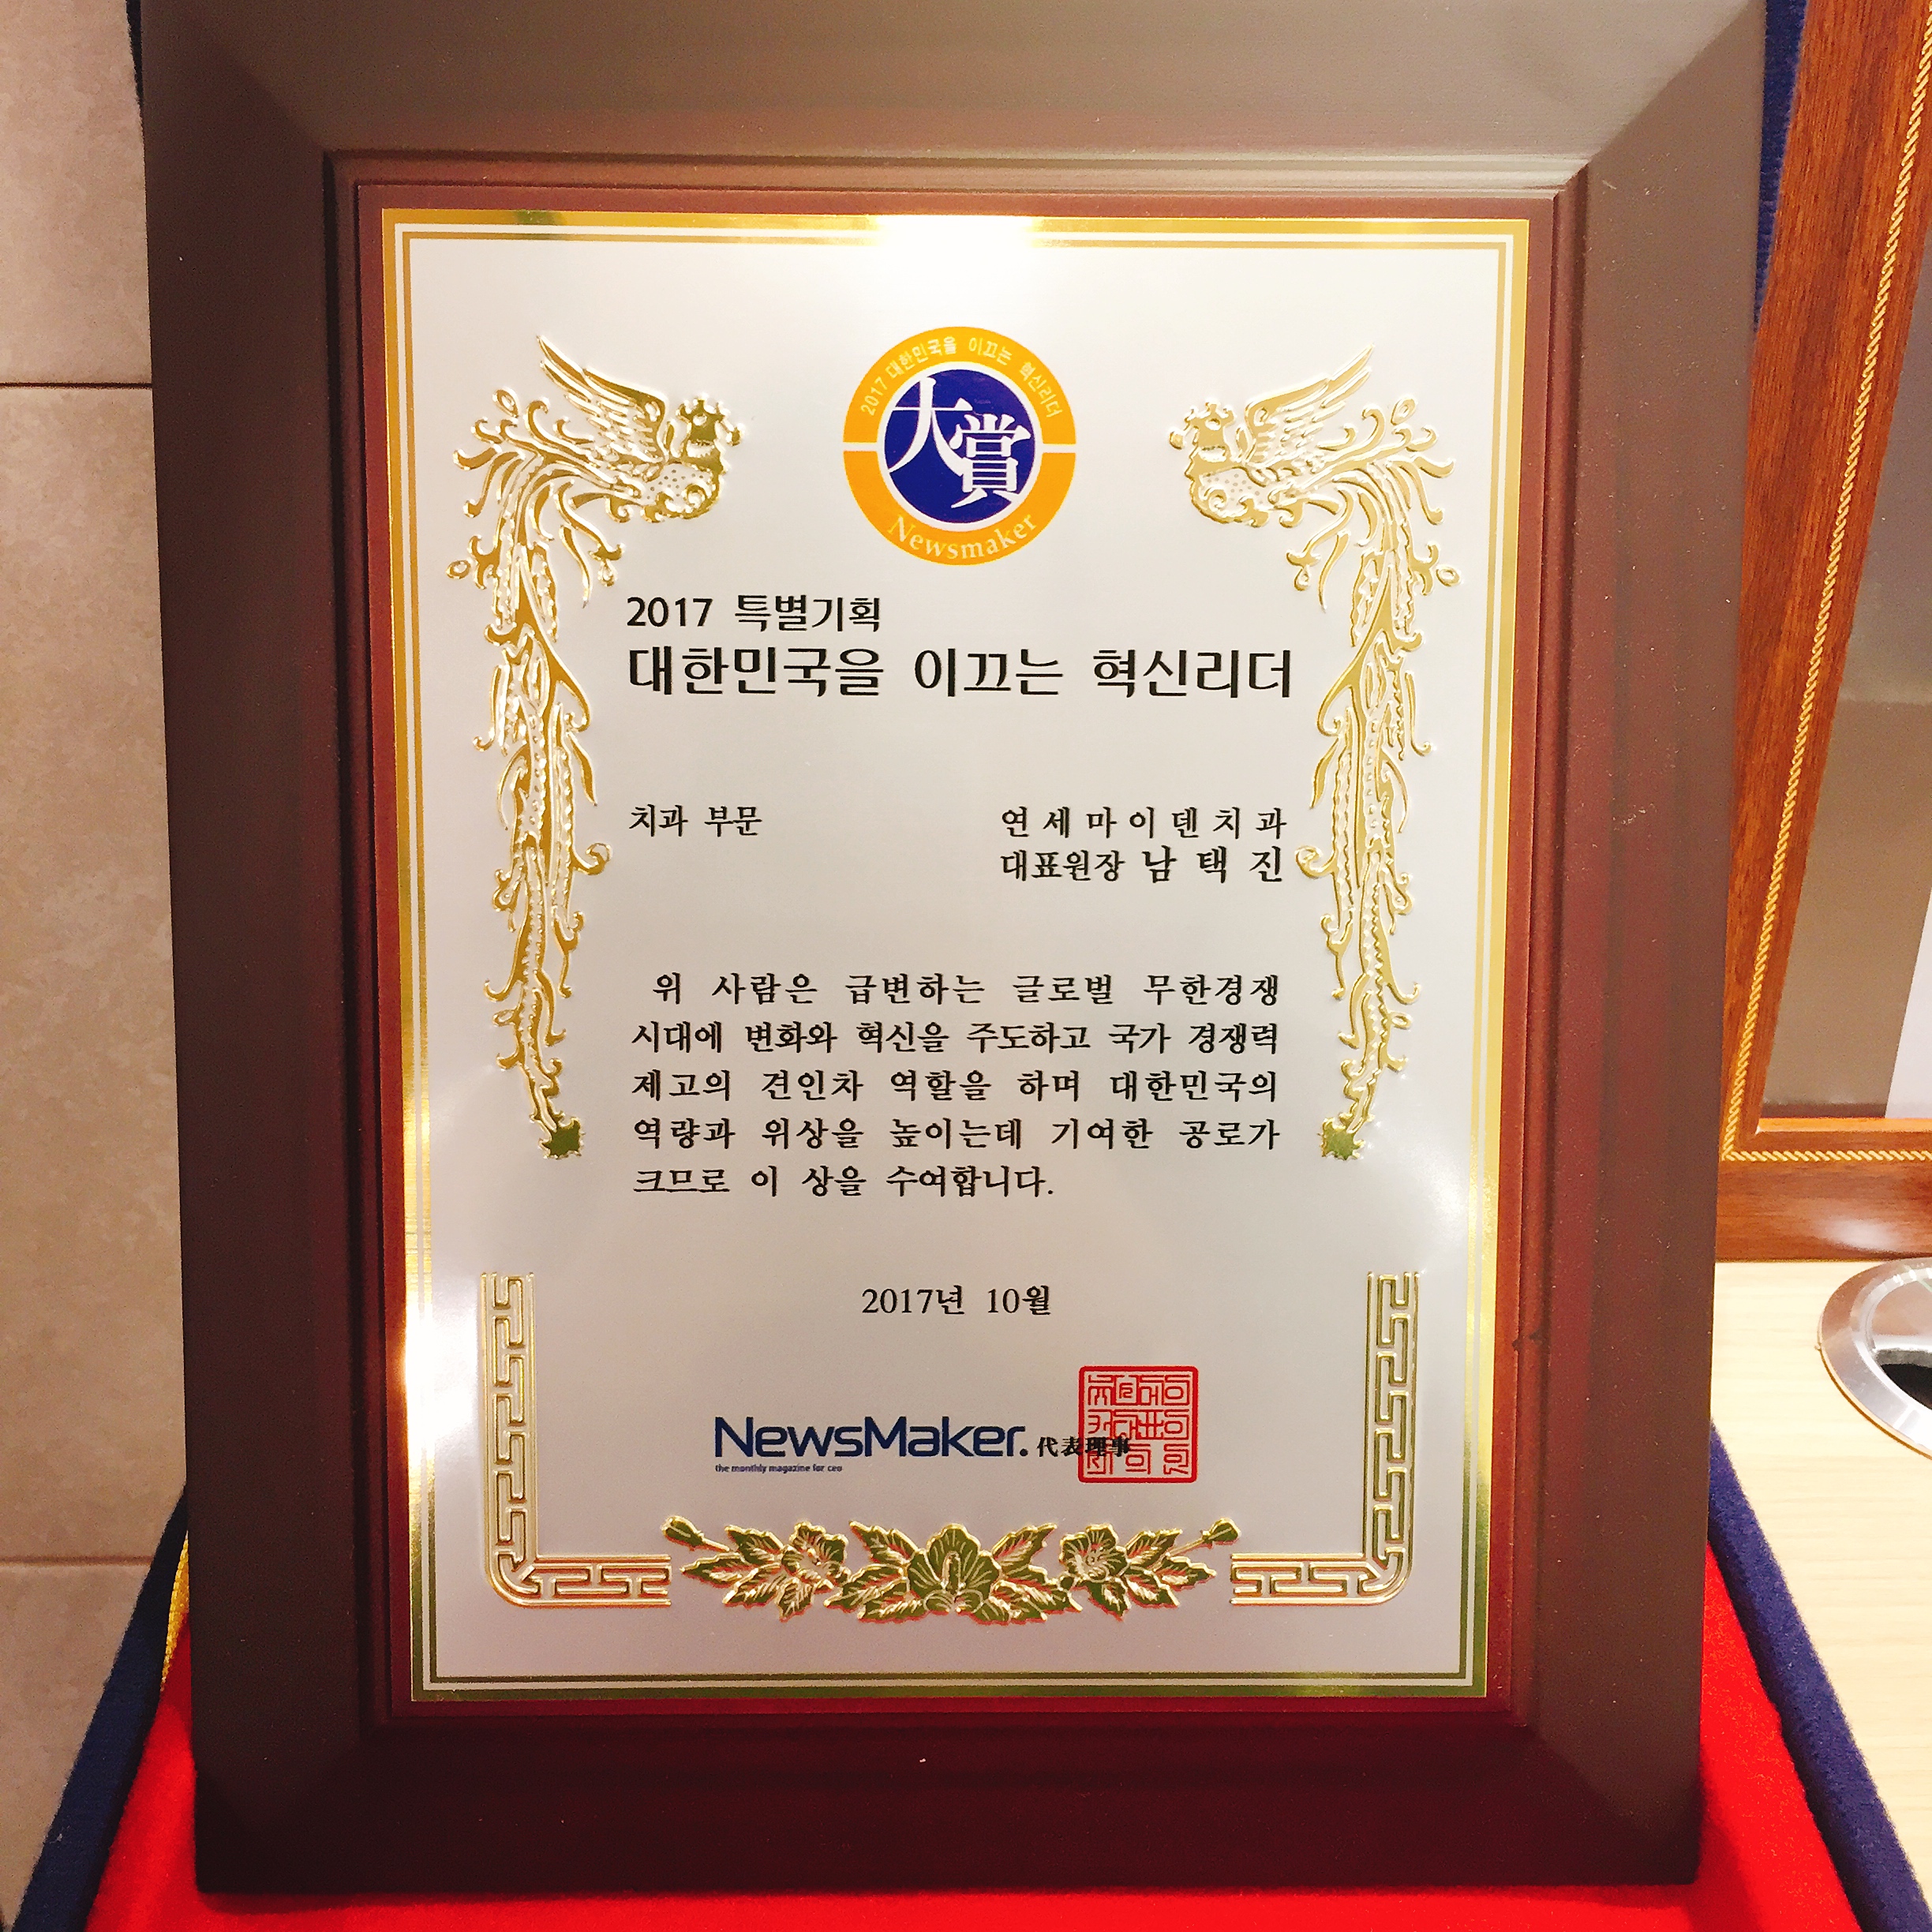 2017 대한민국을 이끄는 혁신리더
大賞
Newsmaker
2017 특별기획
대한민국을 이끄는 혁신리더
치과 부문
연세마이덴치과
대표원장 남택진
위 사람은 급변하는 글로벌 무한경쟁
시대에 변화와 혁신을 주도하고 국가 경쟁력
제고의 견인차 역할을 하며 대한민국의
역량과 위상을 높이는데 기여한 공로가
크므로 이 상을 수여합니다.
2017년 10월
NewsMaker. 代表理事
the monthly magazine for ceo